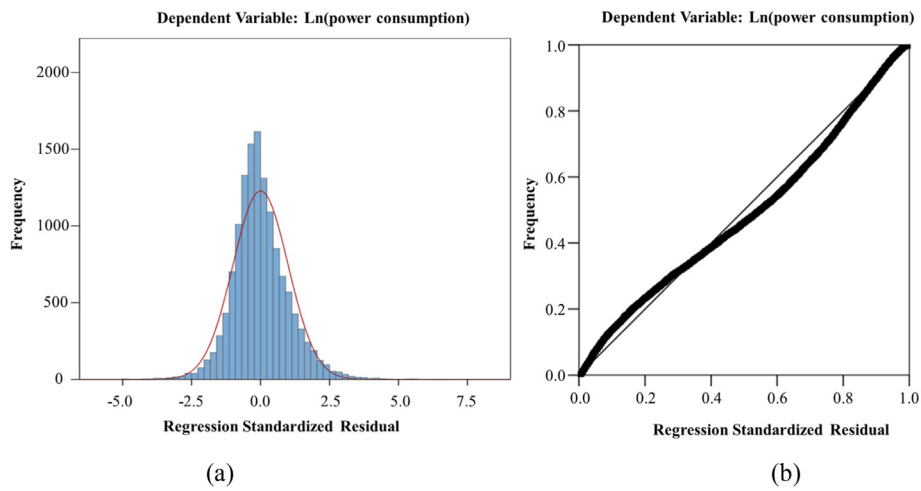 Dependent Variable: Ln(power consumption)
2000
1500
1000
500
0
Frequency
-5.0 -2.5 0.0 2.5 5.0 7.5
Regression Standardized Residual
(a)
Dependent Variable: Ln(power consumption)
1.0
0.8
0.6
0.4
0.2
0.0
Frequency
0.0 0.2 0.4 0.6 0.8 1.0
Regression Standardized Residual
(b)